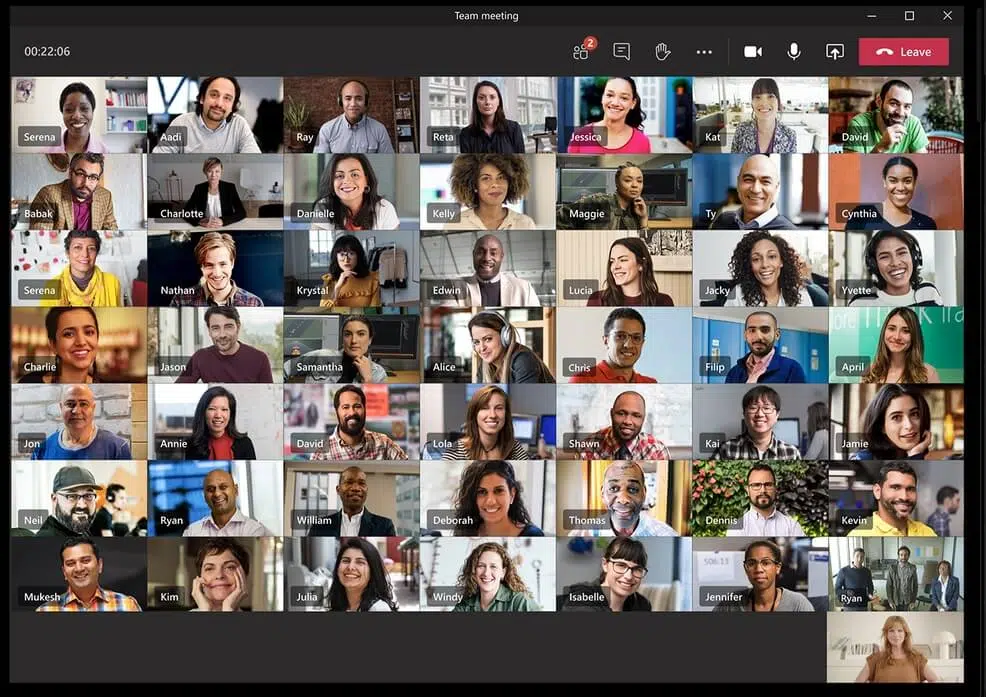 Team meeting
00:22:06
2
Leave
Serena
Aadi
Ray
Reta
Jessica
Kat
David
Babak
Charlotte
Danielle
Kelly
Maggie
Ty
Cynthia
Serena
Nathan
Krystal
Edwin
Lucia
Jacky
Yvette
Charlie
Jason
Samantha
Alice
Chris
Filip
April
Jon
Annie
David
Lola
Shawn
Kai
Jamie
Neil
Ryan
William
Deborah
Thomas
Dennis
Kevin
Mukesh
Kim
Julia
Windy
Isabelle
Jennifer
Ryan